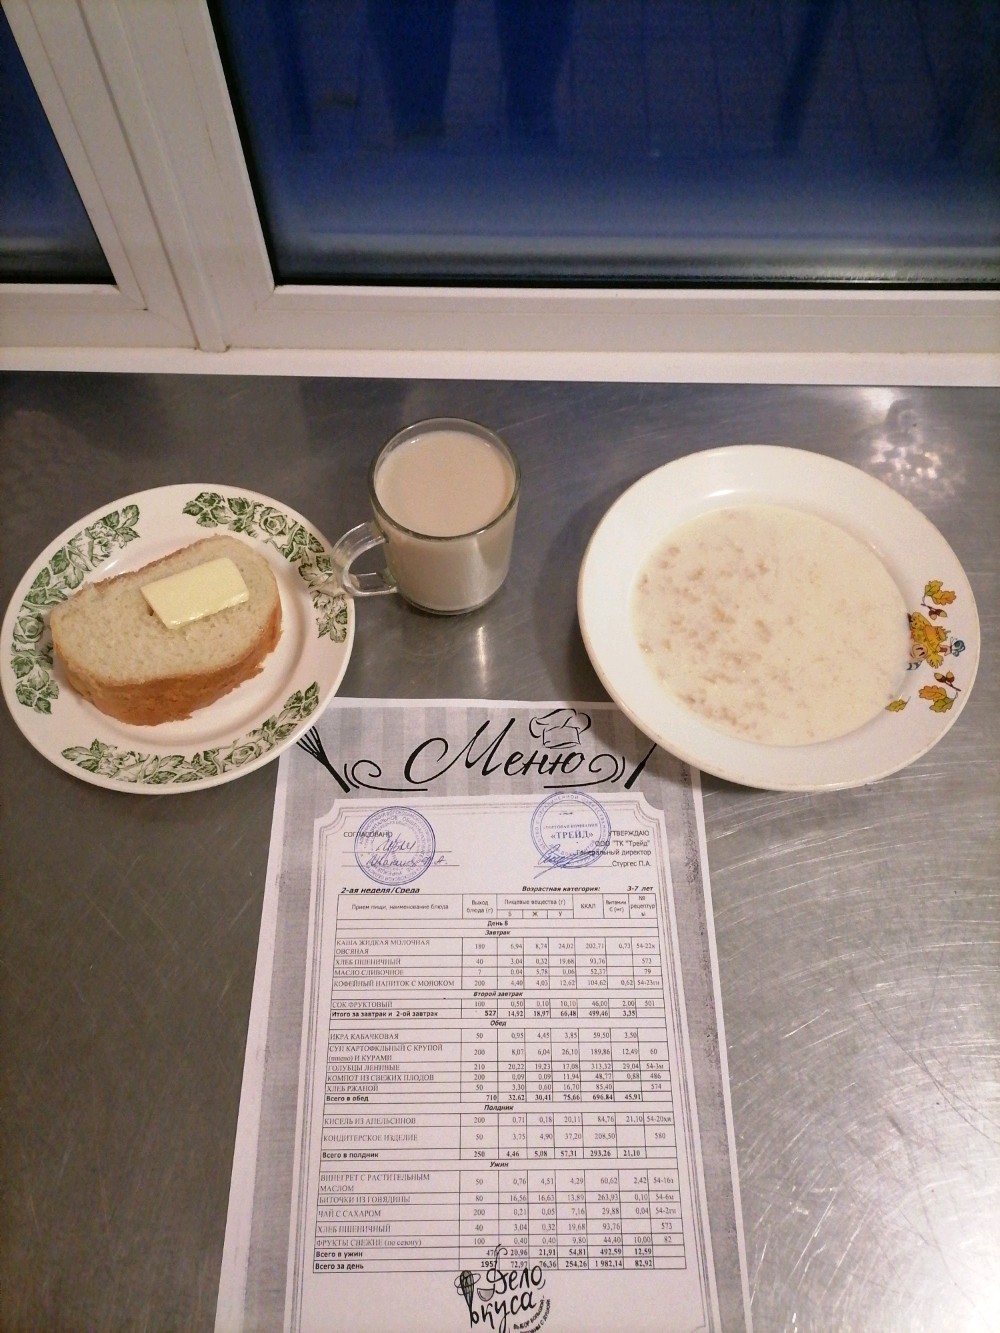 Меню
СОГЛАСОВАНО
«ТРЕЙД»
УТВЕРЖДАЮ
ООО "ТК "Трейд"
Генеральный директор
Стургес П.А.
2-ая неделя/Среда Возрастная категория: 3-7 лет
Прием пищи, наименование блюда Выход блюда (г) Пищевые вещества (г) ККАЛ Витамин С (мг) № рецептуры
Б Ж У
День 8
Завтрак
КАША ЖИДКАЯ МОЛОЧНАЯ ОВСЯНАЯ 180 6,94 8,74 24,02 202,71 0,73 54-22к
ХЛЕБ ПШЕНИЧНЫЙ 40 3,04 0,32 19,68 93,76 573
МАСЛО СЛИВОЧНОЕ 7 0,04 5,78 0,06 52,37 79
КОФЕЙНЫЙ НАПИТОК С МОЛОКОМ 200 4,40 4,03 12,62 104,62 0,62 54-23гн
Второй завтрак
СОК ФРУКТОВЫЙ 100 0,50 0,10 10,10 46,00 2,00 501
Итого за завтрак и 2-ой завтрак 527 14,92 18,97 66,48 499,46 3,35
Обед
ИКРА КАБАЧКОВАЯ 50 0,95 4,45 3,85 59,50 3,50
СУП КАРТОФЕЛЬНЫЙ С КРУПОЙ (пшено) И КУРАМИ 200 8,07 6,04 26,10 189,86 12,49 60
ГОЛУБЦЫ ЛЕНИВЫЕ 210 20,22 19,23 17,08 313,32 29,04 54-3м
КОМПОТ ИЗ СВЕЖИХ ПЛОДОВ 200 0,09 0,09 11,94 48,77 0,88 486
ХЛЕБ РЖАНОЙ 50 3,30 0,60 16,70 85,40 574
Всего в обед 710 32,62 30,41 75,66 696,84 45,91
Полдник
КИСЕЛЬ ИЗ АПЕЛЬСИНОВ 200 0,71 0,18 20,11 84,76 21,10 54-20хн
КОНДИТЕРСКОЕ ИЗДЕЛИЕ 50 3,75 4,90 37,20 208,50 580
Всего в полдник 250 4,46 5,08 57,31 293,26 21,10
Ужин
ВИНЕГРЕТ С РАСТИТЕЛЬНЫМ МАСЛОМ 50 0,76 4,51 4,29 60,62 2,42 54-16з
БИТОЧКИ ИЗ ГОВЯДИНЫ 80 16,56 16,63 13,89 263,93 0,10 54-6м
ЧАЙ С САХАРОМ 200 0,21 0,05 7,16 29,88 0,04 54-2гн
ХЛЕБ ПШЕНИЧНЫЙ 40 3,04 0,32 19,68 93,76 573
ФРУКТЫ СВЕЖИЕ (по сезону) 100 0,40 0,40 9,80 44,40 10,00 82
Всего в ужин 20,96 21,91 54,81 492,59 12,59
Всего за день 1957 72,97 76,36 254,26 1 982,14 82,92
Дело
вкуса